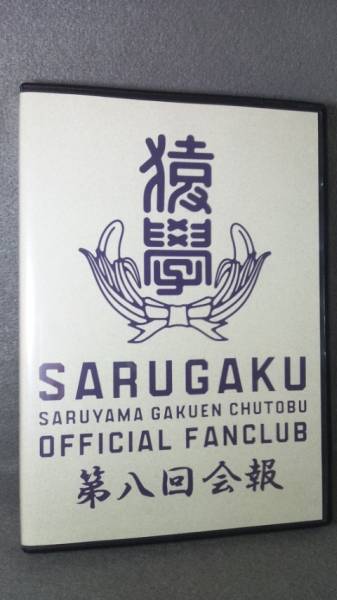 猿
學
SARUGAKU
SARUYAMA GAKUEN CHUTOBU
OFFICIAL FANCLUB
第八回会報